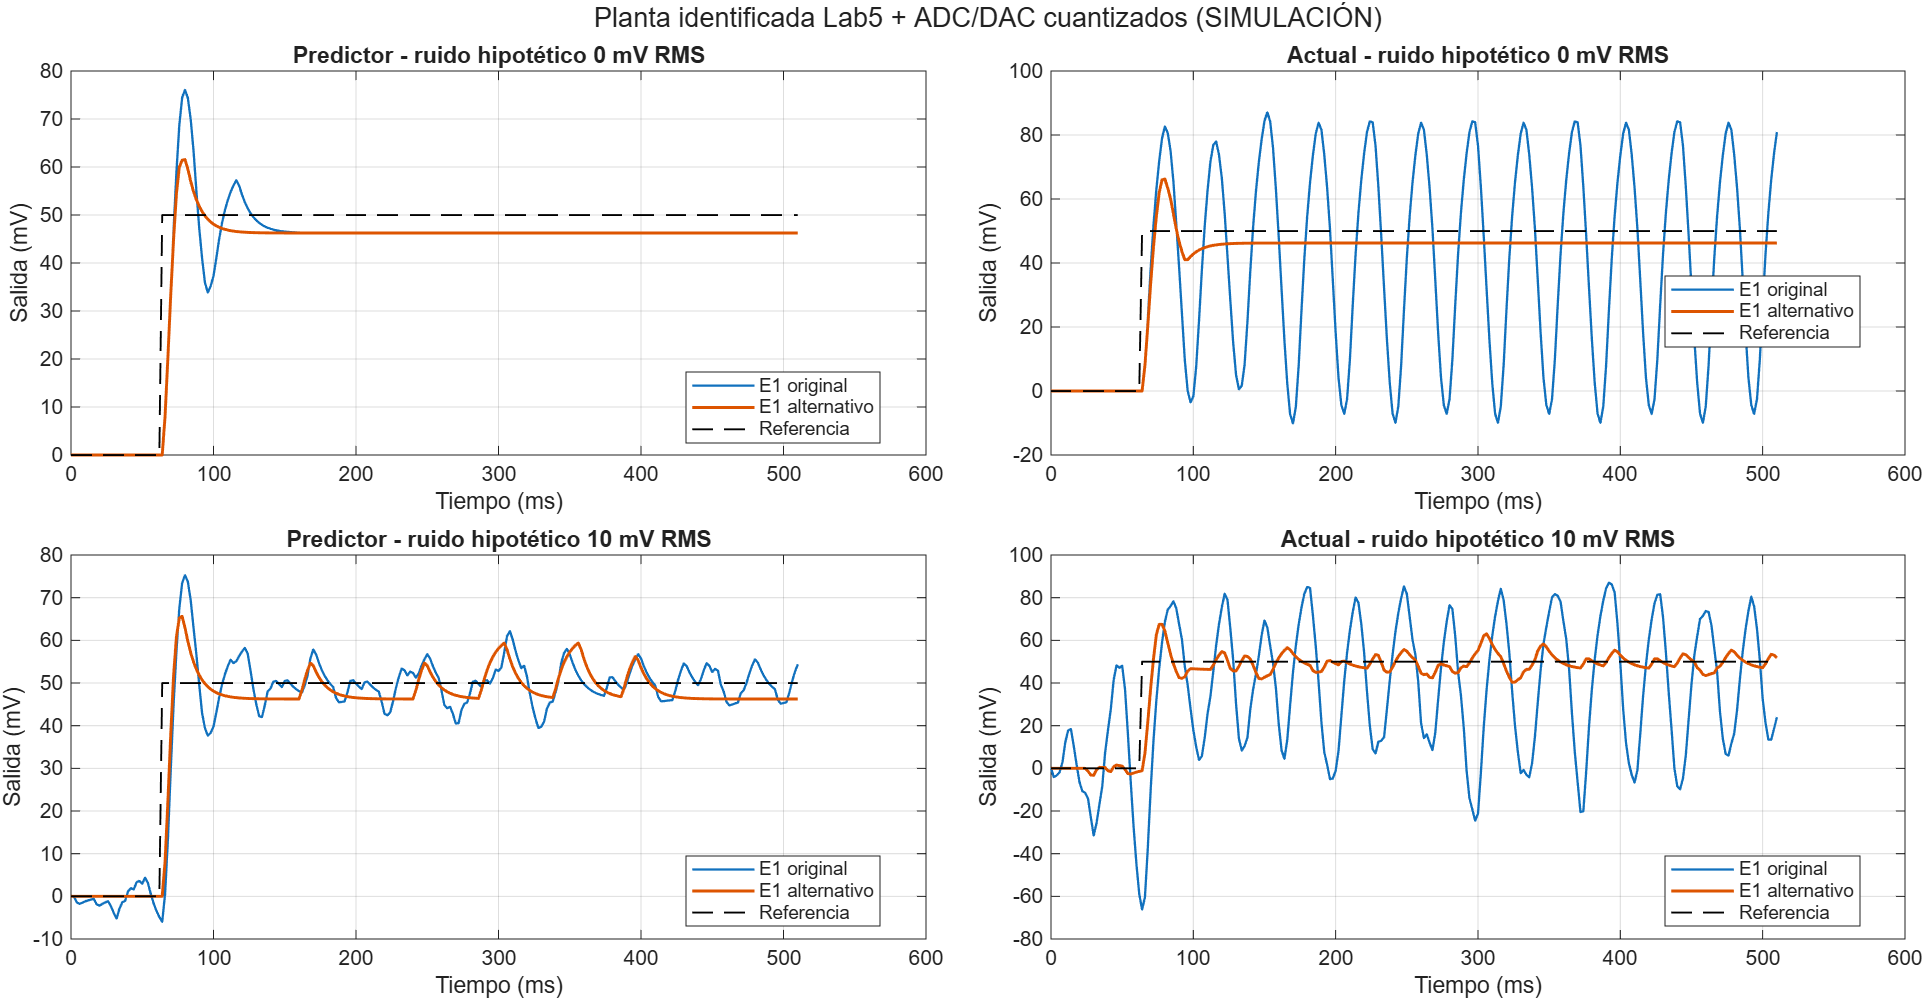 Planta identificada Lab5 + ADC/DAC cuantizados (SIMULACIÓN)
Predictor - ruido hipotético 0 mV RMS
80
70
60
50
40
30
20
10
0
Salida (mV)
0 100 200 300 400 500 600
Tiempo (ms)
E1 original
E1 alternativo
Referencia
Actual - ruido hipotético 0 mV RMS
100
80
60
40
20
0
-20
Salida (mV)
0 100 200 300 400 500 600
Tiempo (ms)
E1 original
E1 alternativo
Referencia
Predictor - ruido hipotético 10 mV RMS
80
70
60
50
40
30
20
10
0
-10
Salida (mV)
0 100 200 300 400 500 600
Tiempo (ms)
E1 original
E1 alternativo
Referencia
Actual - ruido hipotético 10 mV RMS
100
80
60
40
20
0
-20
-40
-60
-80
Salida (mV)
0 100 200 300 400 500 600
Tiempo (ms)
E1 original
E1 alternativo
Referencia